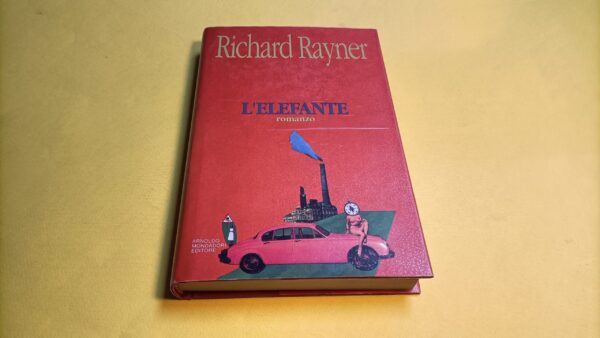 Richard Rayner
L'ELEFANTE
romanzo
ARNOLDO
MONDADORI
EDITORE